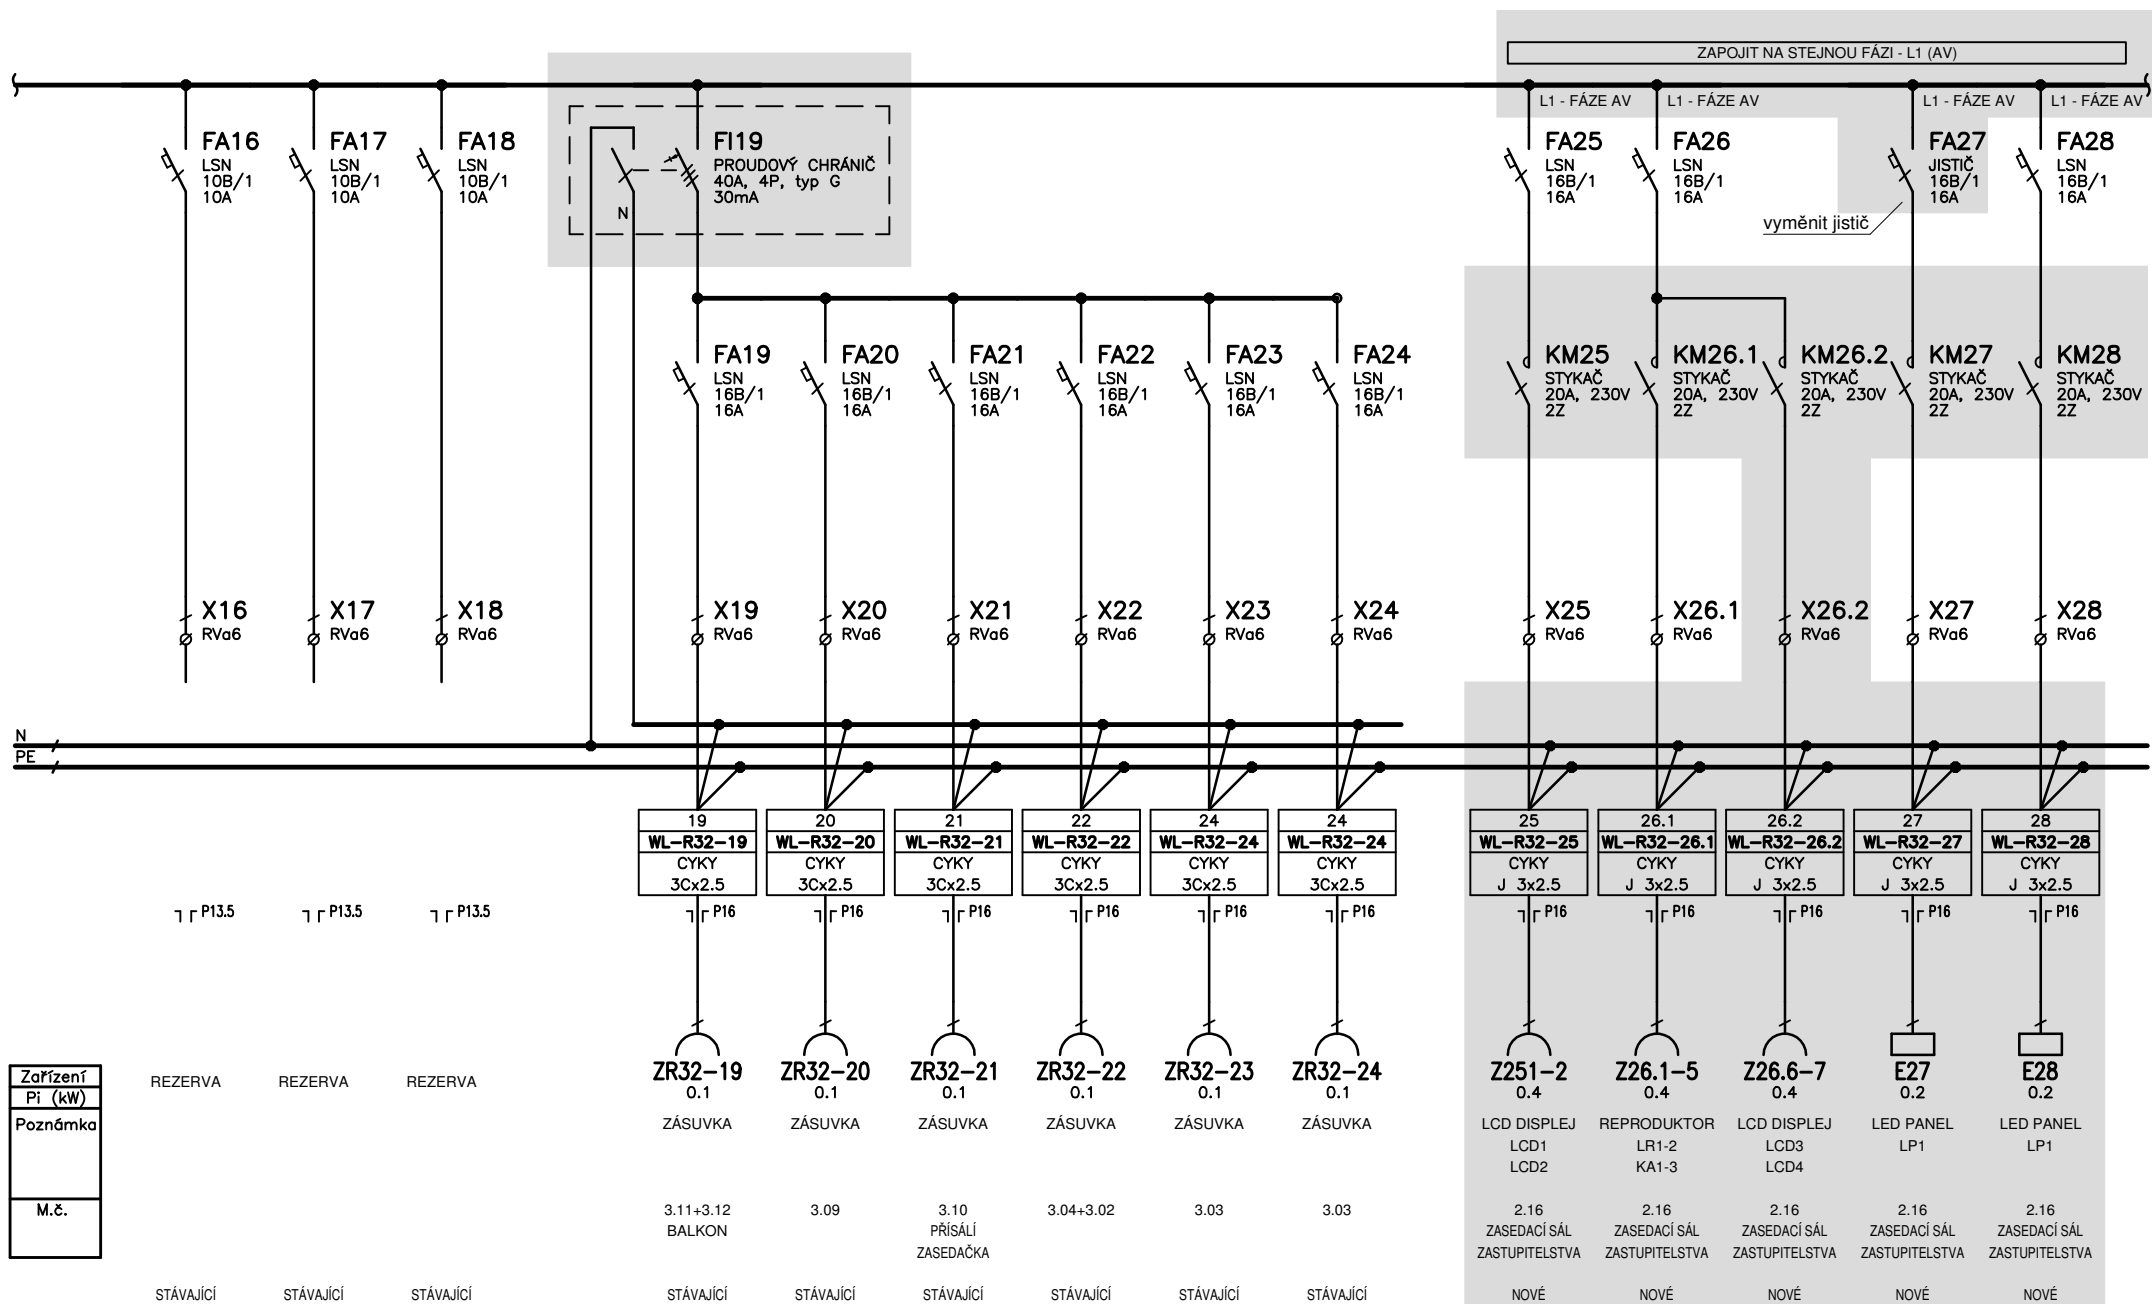 ZAPOJIT NA STEJNOU FÁZI - L1 (AV)
L1 - FÁZE AV
L1 - FÁZE AV
L1 - FÁZE AV
L1 - FÁZE AV
FA16
LSN
10B/1
10A
FA17
LSN
10B/1
10A
FA18
LSN
10B/1
10A
FI19
PROUDOVÝ CHRÁNIČ
40A, 4P, typ G
30mA
N
FA25
LSN
16B/1
16A
FA26
LSN
16B/1
16A
FA27
JISTIČ
16B/1
16A
vyměnit jistič
FA28
LSN
16B/1
16A
FA19
LSN
16B/1
16A
FA20
LSN
16B/1
16A
FA21
LSN
16B/1
16A
FA22
LSN
16B/1
16A
FA23
LSN
16B/1
16A
FA24
LSN
16B/1
16A
KM25
STYKAČ
20A, 230V
2Z
KM26.1
STYKAČ
20A, 230V
2Z
KM26.2
STYKAČ
20A, 230V
2Z
KM27
STYKAČ
20A, 230V
2Z
KM28
STYKAČ
20A, 230V
2Z
X16
RVa6
X17
RVa6
X18
RVa6
X19
RVa6
X20
RVa6
X21
RVa6
X22
RVa6
X23
RVa6
X24
RVa6
X25
RVa6
X26.1
RVa6
X26.2
RVa6
X27
RVa6
X28
RVa6
N
PE
19
WL-R32-19
CYKY
3Cx2.5
20
WL-R32-20
CYKY
3Cx2.5
21
WL-R32-21
CYKY
3Cx2.5
22
WL-R32-22
CYKY
3Cx2.5
24
WL-R32-24
CYKY
3Cx2.5
24
WL-R32-24
CYKY
3Cx2.5
25
WL-R32-25
CYKY
J 3x2.5
26.1
WL-R32-26.1
CYKY
J 3x2.5
26.2
WL-R32-26.2
CYKY
J 3x2.5
27
WL-R32-27
CYKY
J 3x2.5
28
WL-R32-28
CYKY
J 3x2.5
P13.5
P13.5
P13.5
P16
P16
P16
P16
P16
P16
P16
P16
P16
P16
P16
Zařízení
Pi (kW)
Poznámka
M.č.
REZERVA
STÁVAJÍCÍ
REZERVA
STÁVAJÍCÍ
REZERVA
STÁVAJÍCÍ
ZR32-19
0.1
ZÁSUVKA
3.11+3.12
BALKON
STÁVAJÍCÍ
ZR32-20
0.1
ZÁSUVKA
3.09
STÁVAJÍCÍ
ZR32-21
0.1
ZÁSUVKA
3.10
PŘÍSÁLÍ
ZASEDAČKA
STÁVAJÍCÍ
ZR32-22
0.1
ZÁSUVKA
3.04+3.02
STÁVAJÍCÍ
ZR32-23
0.1
ZÁSUVKA
3.03
STÁVAJÍCÍ
ZR32-24
0.1
ZÁSUVKA
3.03
STÁVAJÍCÍ
Z251-2
0.4
LCD DISPLEJ
LCD1
LCD2
2.16
ZASEDACÍ SÁL
ZASTUPITELSTVA
NOVÉ
Z26.1-5
0.4
REPRODUKTOR
LR1-2
KA1-3
2.16
ZASEDACÍ SÁL
ZASTUPITELSTVA
NOVÉ
Z26.6-7
0.4
LCD DISPLEJ
LCD3
LCD4
2.16
ZASEDACÍ SÁL
ZASTUPITELSTVA
NOVÉ
E27
0.2
LED PANEL
LP1
2.16
ZASEDACÍ SÁL
ZASTUPITELSTVA
NOVÉ
E28
0.2
LED PANEL
LP1
2.16
ZASEDACÍ SÁL
ZASTUPITELSTVA
NOVÉ